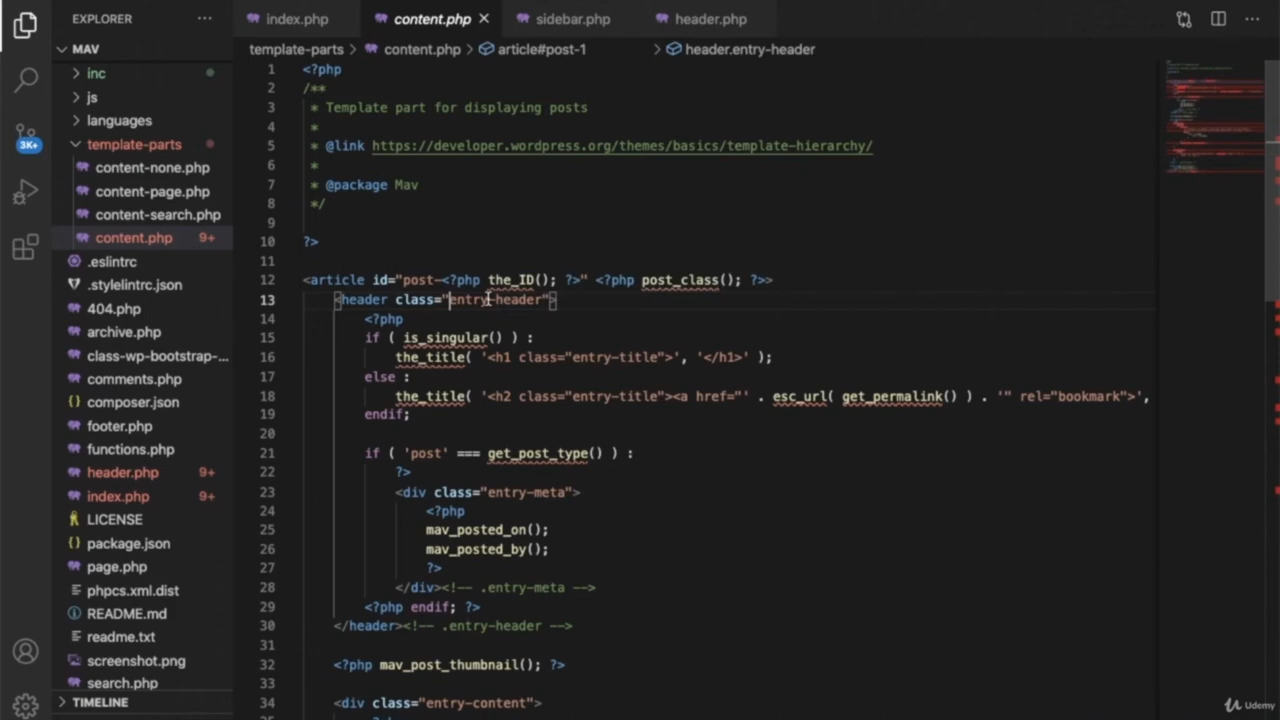 EXPLORER
MAV
inc
js
languages
template-parts
content-none.php
content-page.php
content-search.php
content.php 9+
.eslintrc
.stylelintrc.json
404.php
archive.php
class-wp-bootstrap-...
comments.php
composer.json
footer.php
functions.php
header.php 9+
index.php 9+
LICENSE
package.json
page.php
phpcs.xml.dist
README.md
readme.txt
screenshot.png
search.php
TIMELINE
3K+
index.php content.php sidebar.php header.php
template-parts > content.php > article#post-1 > header.entry-header
1 <?php
2 /**
3 * Template part for displaying posts
4 *
5 * @link https://developer.wordpress.org/themes/basics/template-hierarchy/
6 *
7 * @package Mav
8 */
9
10 ?>
11
12 <article id="post-<?php the_ID(); ?>" <?php post_class(); ?>>
13 <header class="entry-header">
14 <?php
15 if ( is_singular() ) :
16 the_title( '<h1 class="entry-title">', '</h1>' );
17 else :
18 the_title( '<h2 class="entry-title"><a href="' . esc_url( get_permalink() ) . '" rel="bookmark">',
19 endif;
20
21 if ( 'post' === get_post_type() ) :
22 ?>
23 <div class="entry-meta">
24 <?php
25 mav_posted_on();
26 mav_posted_by();
27 ?>
28 </div><!-- .entry-meta -->
29 <?php endif; ?>
30 </header><!-- .entry-header -->
31
32 <?php mav_post_thumbnail(); ?>
33
34 <div class="entry-content">
Udemy